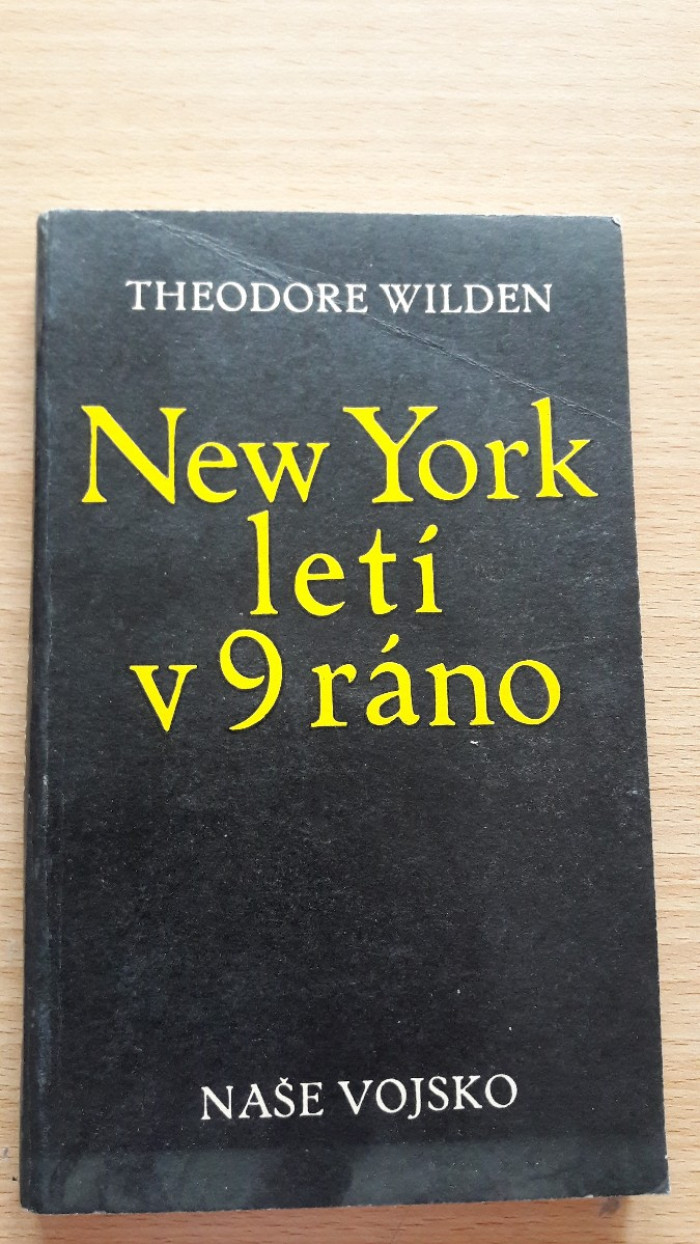 THEODORE WILDEN
New York
letí
v 9 ráno
NAŠE VOJSKO